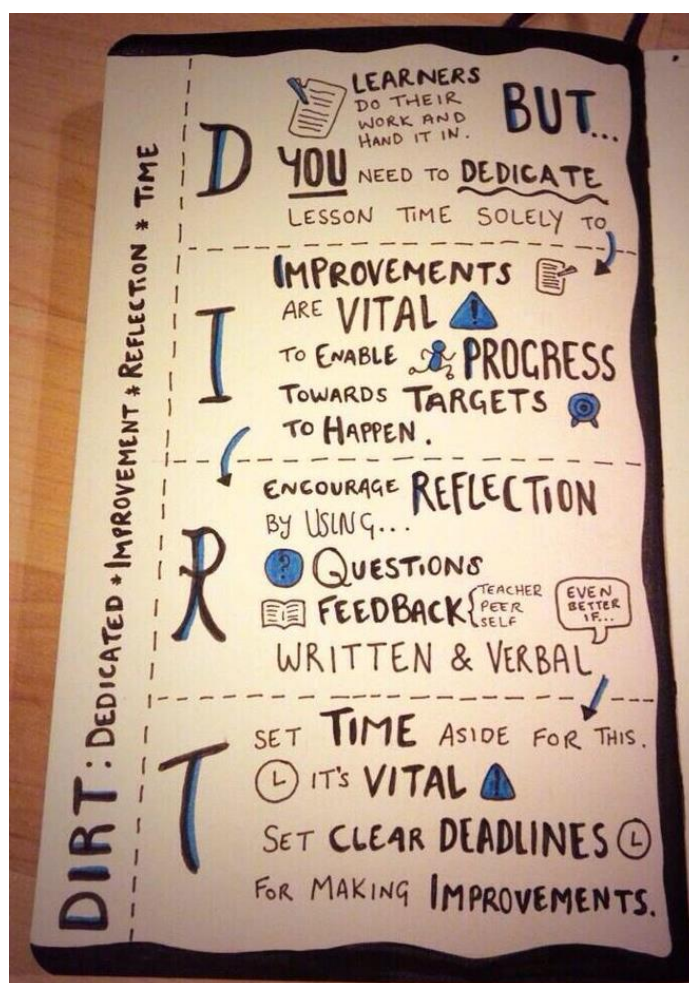 DIRT: DEDICATED * IMPROVEMENT * REFLECTION * TIME
D
LEARNERS
DO THEIR
WORK AND
HAND IT IN.
BUT...
YOU NEED TO DEDICATE
LESSON TIME SOLELY TO
I
IMPROVEMENTS
ARE VITAL
TO ENABLE PROGRESS
TOWARDS TARGETS
TO HAPPEN.
R
ENCOURAGE REFLECTION
BY USING...
? QUESTIONS
FEEDBACK { TEACHER
PEER
SELF
EVEN
BETTER
IF...
WRITTEN & VERBAL
T
SET TIME ASIDE FOR THIS.
IT'S VITAL !
SET CLEAR DEADLINES
FOR MAKING IMPROVEMENTS.